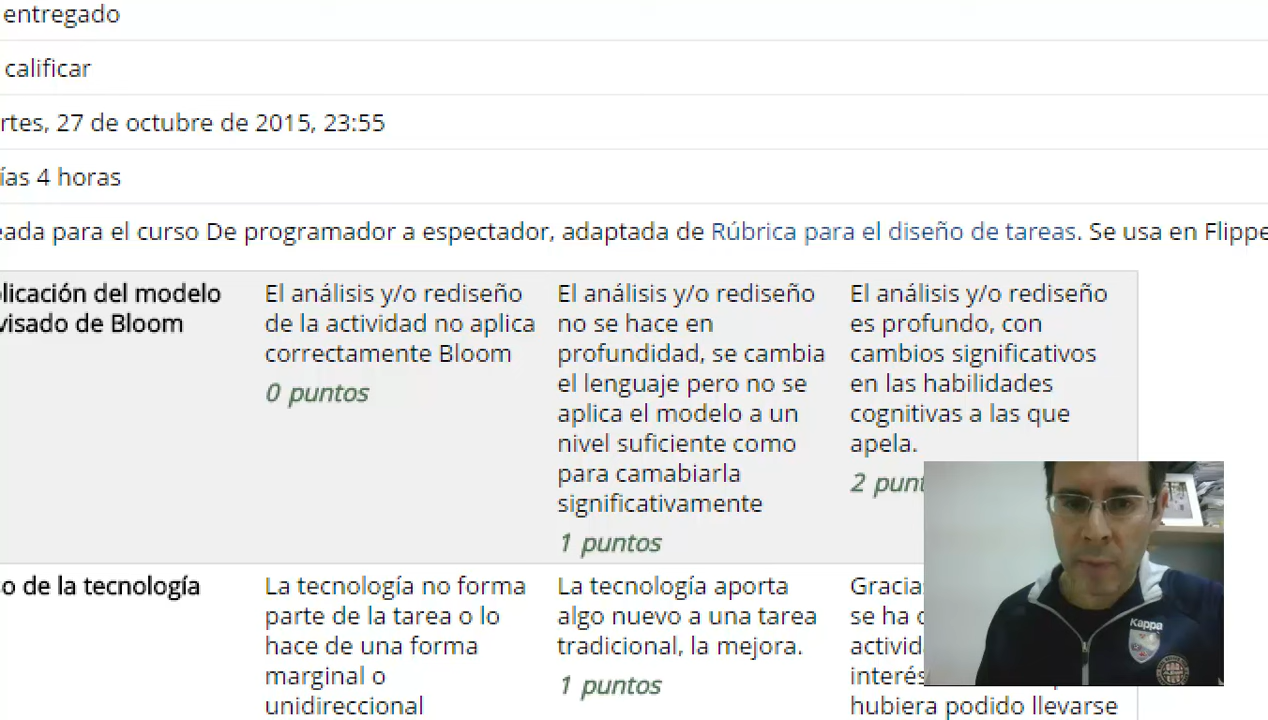 entregado
calificar
rtes, 27 de octubre de 2015, 23:55
ías 4 horas
eada para el curso De programador a espectador, adaptada de Rúbrica para el diseño de tareas. Se usa en Flippe
licación del modelo
visado de Bloom
El análisis y/o rediseño
de la actividad no aplica
correctamente Bloom
0 puntos
El análisis y/o rediseño
no se hace en
profundidad, se cambia
el lenguaje pero no se
aplica el modelo a un
nivel suficiente como
para camabiarla
significativamente
1 puntos
El análisis y/o rediseño
es profundo, con
cambios significativos
en las habilidades
cognitivas a las que
apela.
2 punt
o de la tecnología
La tecnología no forma
parte de la tarea o lo
hace de una forma
marginal o
unidireccional
La tecnología aporta
algo nuevo a una tarea
tradicional, la mejora.
1 puntos
Gracia
se ha
activid
interés
hubiera podido llevarse
Kappa